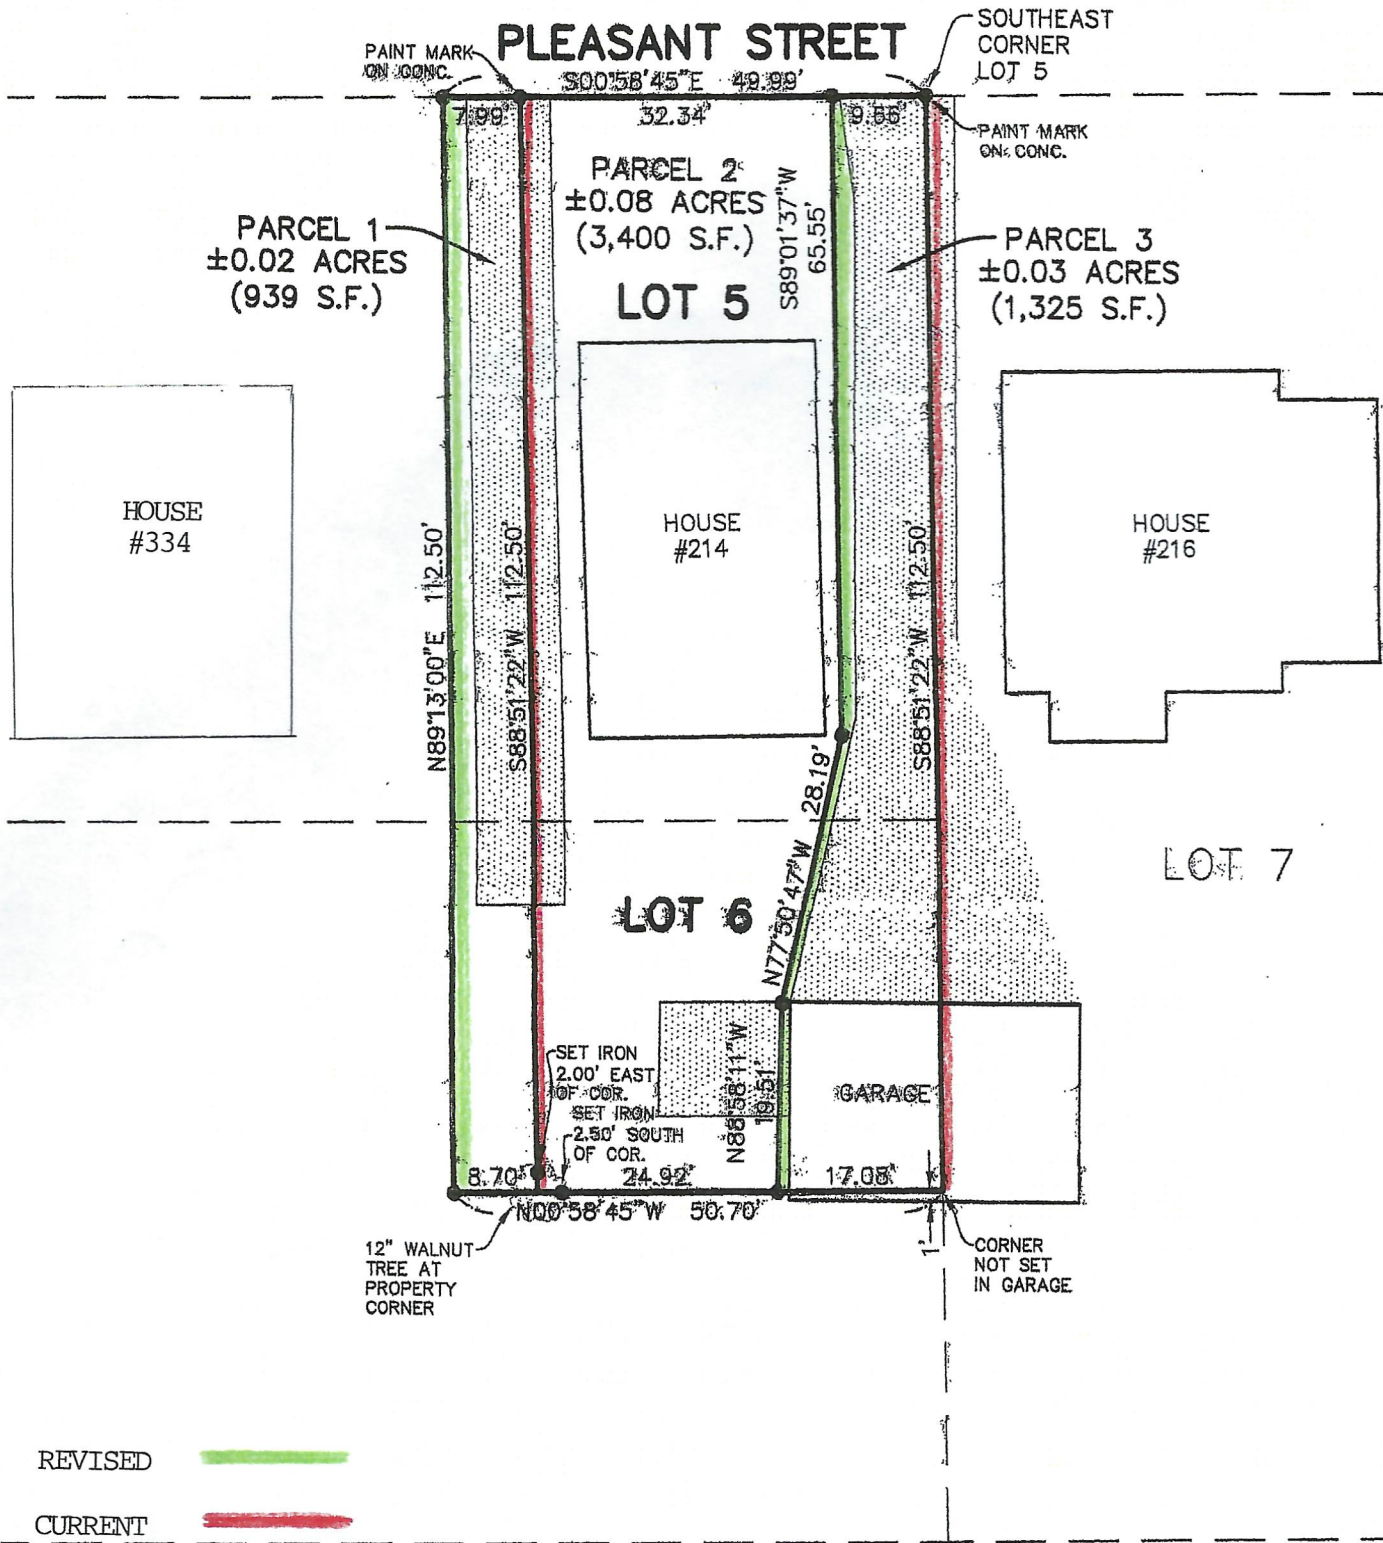 PLEASANT STREET
PAINT MARK
ON CONC.
SOUTHEAST
CORNER
LOT 5
S00°58'45"E 49.99'
7.99'
32.34'
9.66'
PAINT MARK
ON CONC.
PARCEL 1
±0.02 ACRES
(939 S.F.)
PARCEL 2
±0.08 ACRES
(3,400 S.F.)
LOT 5
S89°01'37"W
65.55'
PARCEL 3
±0.03 ACRES
(1,325 S.F.)
HOUSE
#334
N89°13'00"E 112.50'
S88°51'22"W 112.50'
HOUSE
#214
S88°51'22"W 112.50'
HOUSE
#216
N77°50'47"W 28.19'
LOT 6
LOT 7
SET IRON
2.00' EAST
OF COR.
SET IRON
2.50' SOUTH
OF COR.
N88°58'11"W
19.51'
GARAGE
8.70'
24.92'
17.08'
N00°58'45"W 50.70'
12" WALNUT
TREE AT
PROPERTY
CORNER
1'
CORNER
NOT SET
IN GARAGE
REVISED
CURRENT